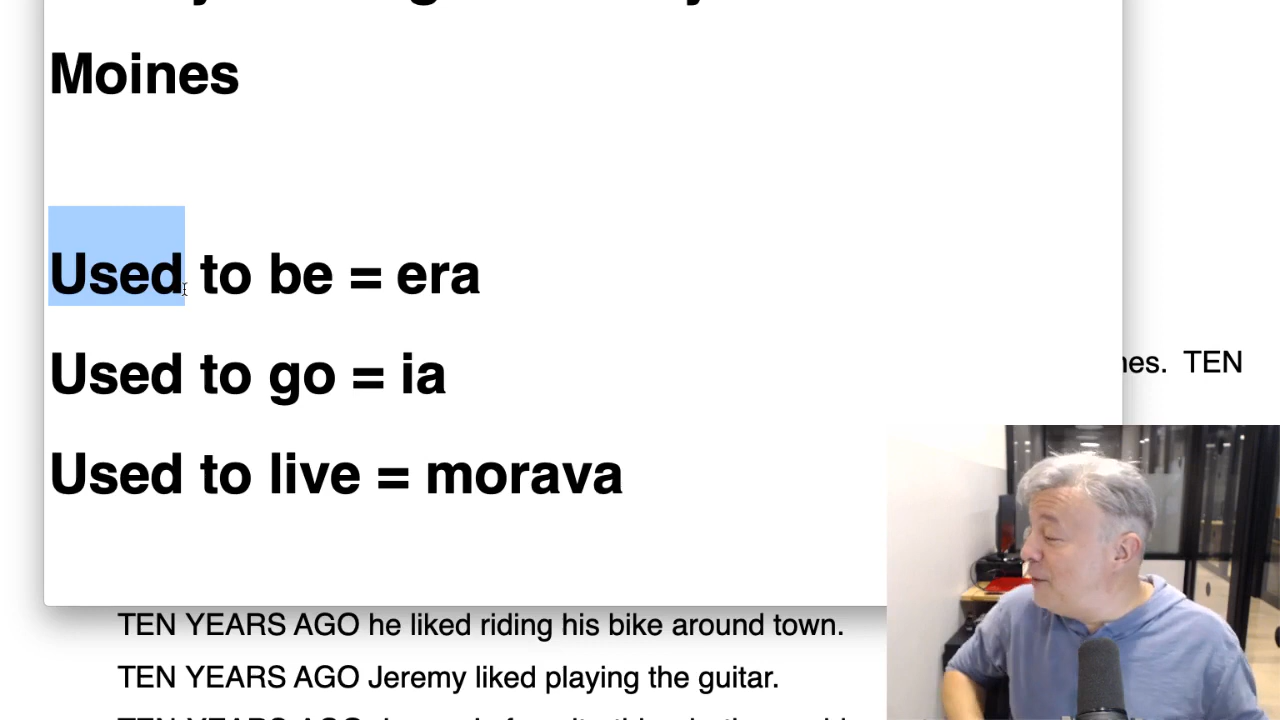 Moines
Used to be = era
Used to go = ia
Used to live = morava
TEN
TEN YEARS AGO he liked riding his bike around town.
TEN YEARS AGO Jeremy liked playing the guitar.